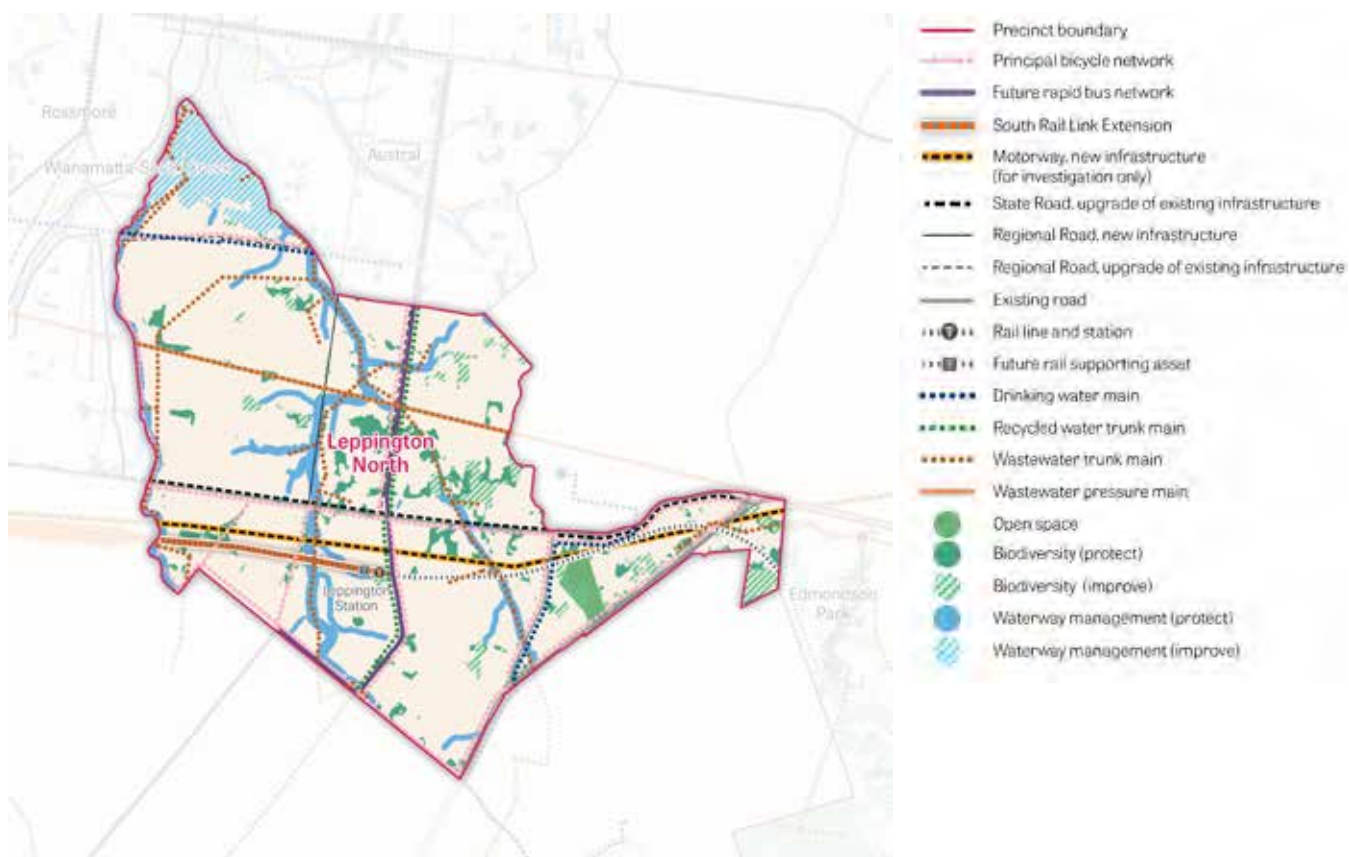 Rossmore
Austral
Leppington
North
Leppington
Station
Edmondson
Park
Precinct boundary
Principal bicycle network
Future rapid bus network
South Rail Link Extension
Motorway, new infrastructure
(for investigation only)
State Road, upgrade of existing infrastructure
Regional Road, new infrastructure
Regional Road, upgrade of existing infrastructure
Existing road
Rail line and station
Future rail supporting asset
Drinking water main
Recycled water trunk main
Wastewater trunk main
Wastewater pressure main
Open space
Biodiversity (protect)
Biodiversity (improve)
Waterway management (protect)
Waterway management (improve)